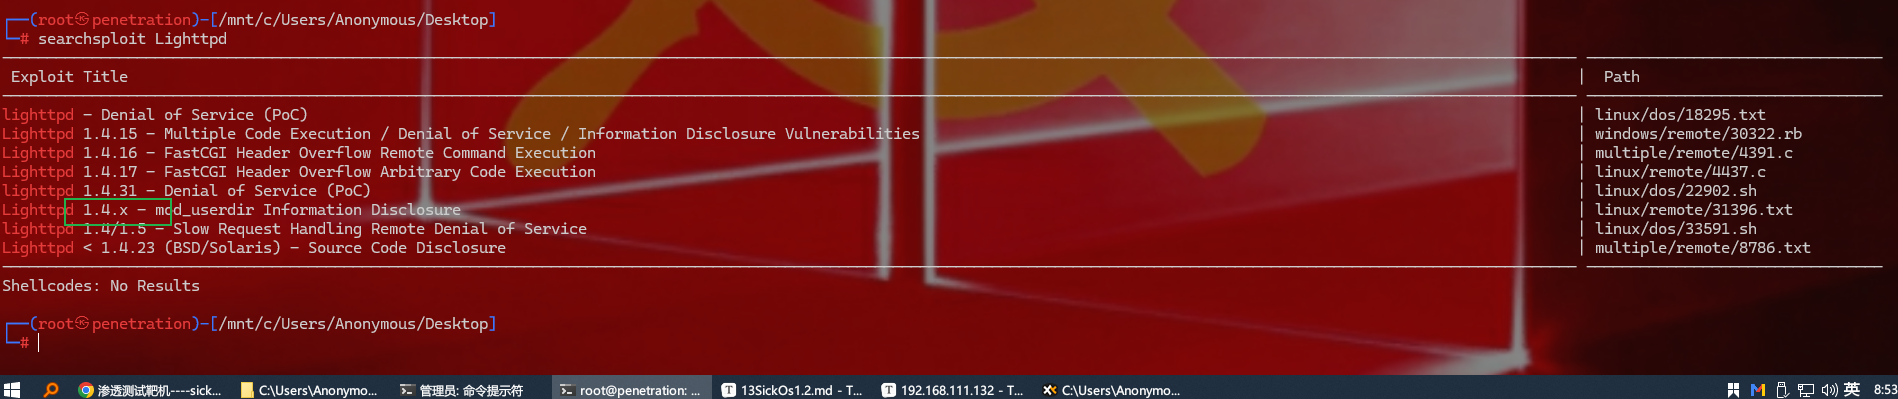 ┌──(root㉿penetration)-[/mnt/c/Users/Anonymous/Desktop]
└─# searchsploit Lighttpd
Exploit Title | Path
lighttpd - Denial of Service (PoC) | linux/dos/18295.txt
Lighttpd 1.4.15 - Multiple Code Execution / Denial of Service / Information Disclosure Vulnerabilities | windows/remote/30322.rb
Lighttpd 1.4.16 - FastCGI Header Overflow Remote Command Execution | multiple/remote/4391.c
Lighttpd 1.4.17 - FastCGI Header Overflow Arbitrary Code Execution | linux/remote/4437.c
lighttpd 1.4.31 - Denial of Service (PoC) | linux/dos/22902.sh
Lighttpd 1.4.x - mod_userdir Information Disclosure | linux/remote/31396.txt
lighttpd 1.4/1.5 - Slow Request Handling Remote Denial of Service | linux/dos/33591.sh
Lighttpd < 1.4.23 (BSD/Solaris) - Source Code Disclosure | multiple/remote/8786.txt
Shellcodes: No Results
┌──(root㉿penetration)-[/mnt/c/Users/Anonymous/Desktop]
└─#
渗透测试靶机----sick... C:\Users\Anonymo... 管理员: 命令提示符 root@penetration: ... 13SickOs1.2.md - T... 192.168.111.132 - T... C:\Users\Anonymo... 英 8:53